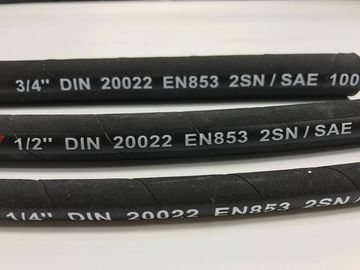 3/4" DIN 20022 EN853 2SN / SAE 100
1/2" DIN 20022 EN853 2SN / SAE
1/4" DIN 20022 EN853 2SN /